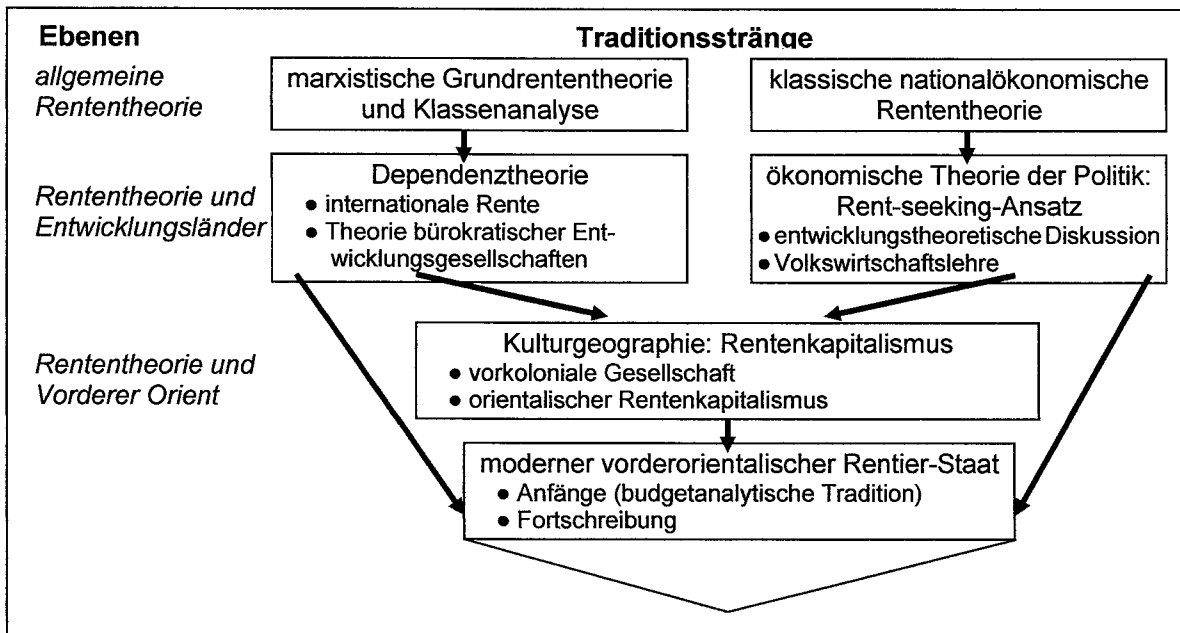 Ebenen
Traditionsstränge
allgemeine
Rententheorie
marxistische Grundrententheorie
und Klassenanalyse
klassische nationalökonomische
Rententheorie
Rententheorie und
Entwicklungsländer
Dependenztheorie
● internationale Rente
● Theorie bürokratischer Ent-
wicklungsgesellschaften
ökonomische Theorie der Politik:
Rent-seeking-Ansatz
● entwicklungstheoretische Diskussion
● Volkswirtschaftslehre
Rententheorie und
Vorderer Orient
Kulturgeographie: Rentenkapitalismus
● vorkoloniale Gesellschaft
● orientalischer Rentenkapitalismus
moderner vorderorientalischer Rentier-Staat
● Anfänge (budgetanalytische Tradition)
● Fortschreibung